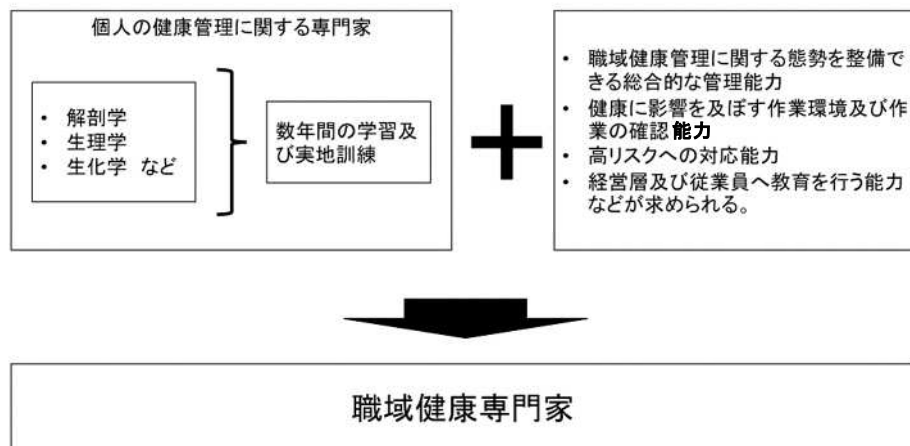 個人の健康管理に関する専門家
・ 解剖学
・ 生理学
・ 生化学 など
数年間の学習及
び実地訓練
・ 職域健康管理に関する態勢を整備で
きる総合的な管理能力
・ 健康に影響を及ぼす作業環境及び作
業の確認能力
・ 高リスクへの対応能力
・ 経営層及び従業員へ教育を行う能力
などが求められる。
職域健康専門家